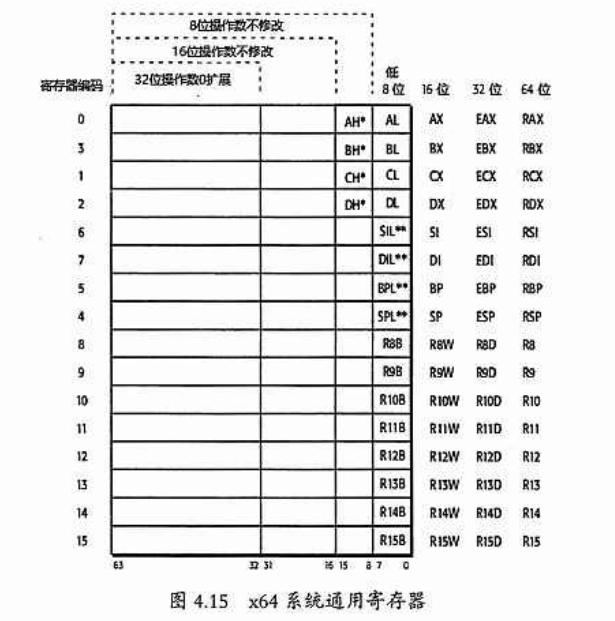 8位操作数不修改
16位操作数不修改
32位操作数0扩展
寄存器编码 低8位 16位 32位 64位
0 AH* AL AX EAX RAX
3 BH* BL BX EBX RBX
1 CH* CL CX ECX RCX
2 DH* DL DX EDX RDX
6 SIL** SI ESI RSI
7 DIL** DI EDI RDI
5 BPL** BP EBP RBP
4 SPL** SP ESP RSP
8 R8B R8W R8D R8
9 R9B R9W R9D R9
10 R10B R10W R10D R10
11 R11B R11W R11D R11
12 R12B R12W R12D R12
13 R13B R13W R13D R13
14 R14B R14W R14D R14
15 R15B R15W R15D R15
63 32 31 16 15 8 7 0
图 4.15 x64 系统通用寄存器